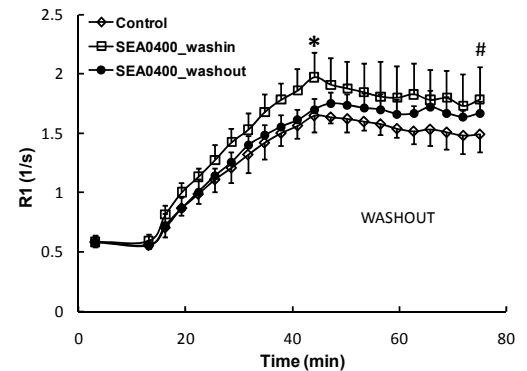 Control
SEA0400_washin
SEA0400_washout
*
#
2.5
2
1.5
1
0.5
0
R1 (1/s)
WASHOUT
0
20
40
60
80
Time (min)